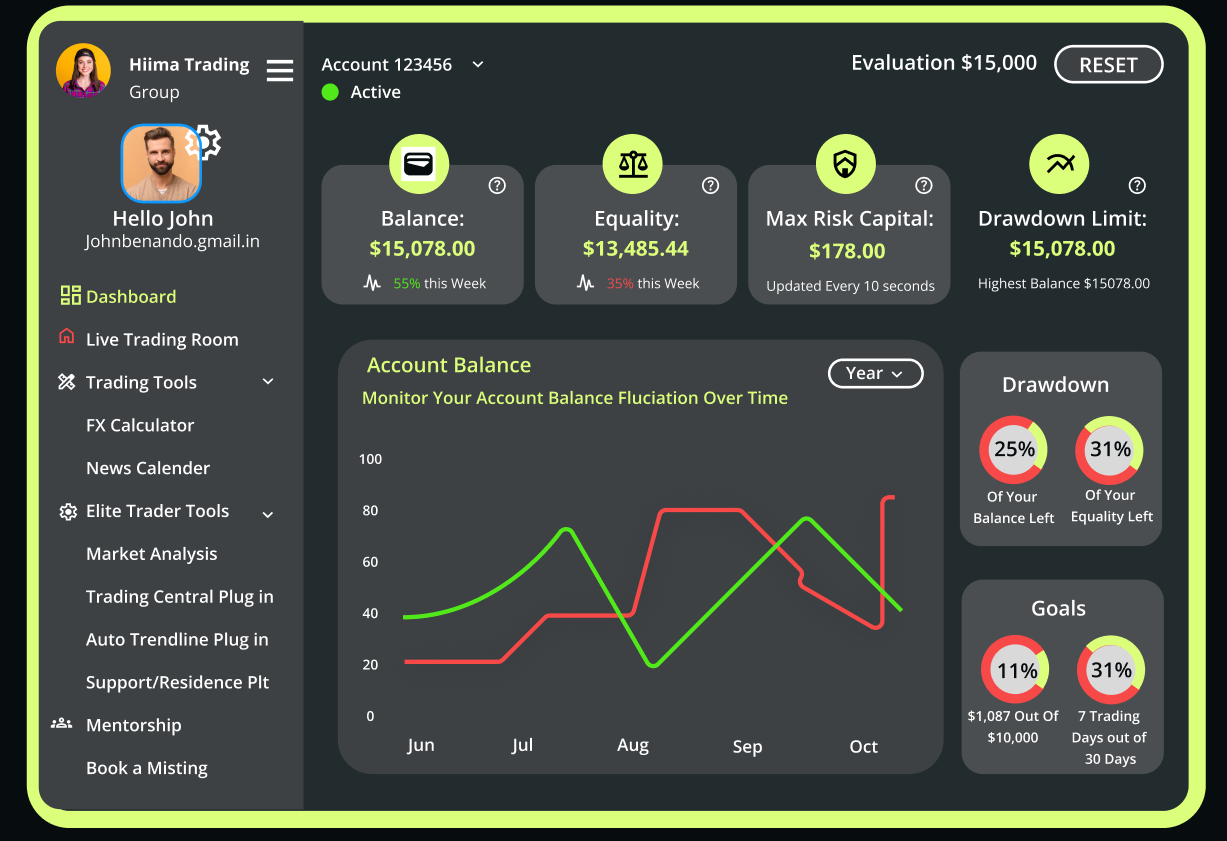 Hiima Trading
Group
Hello John
Johnbenando.gmail.in
Dashboard
Live Trading Room
Trading Tools
FX Calculator
News Calender
Elite Trader Tools
Market Analysis
Trading Central Plug in
Auto Trendline Plug in
Support/Residence Plt
Mentorship
Book a Misting
Account 123456
Active
Evaluation $15,000
RESET
?
Balance:
$15,078.00
55% this Week
?
Equality:
$13,485.44
35% this Week
?
Max Risk Capital:
$178.00
Updated Every 10 seconds
?
Drawdown Limit:
$15,078.00
Highest Balance $15078.00
Account Balance
Year
Monitor Your Account Balance Fluciation Over Time
100
80
60
40
20
0
Jun Jul Aug Sep Oct
Drawdown
25%
Of Your
Balance Left
31%
Of Your
Equality Left
Goals
11%
$1,087 Out Of
$10,000
31%
7 Trading
Days out of
30 Days